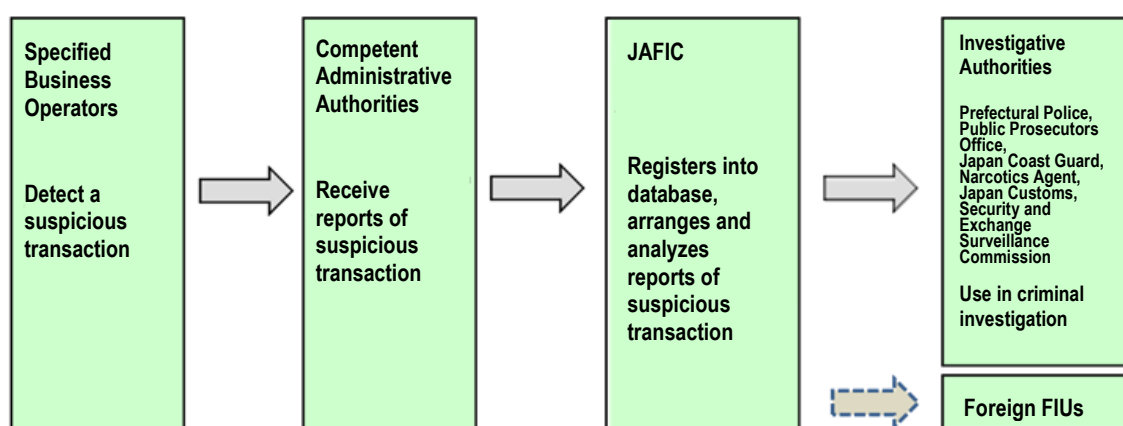 Specified
Business
Operators
Detect a
suspicious
transaction
Competent
Administrative
Authorities
Receive
reports of
suspicious
transaction
JAFIC
Registers into
database,
arranges and
analyzes
reports of
suspicious
transaction
Investigative
Authorities
Prefectural Police,
Public Prosecutors
Office,
Japan Coast Guard,
Narcotics Agent,
Japan Customs,
Security and
Exchange
Surveillance
Commission
Use in criminal
investigation
Foreign FIUs